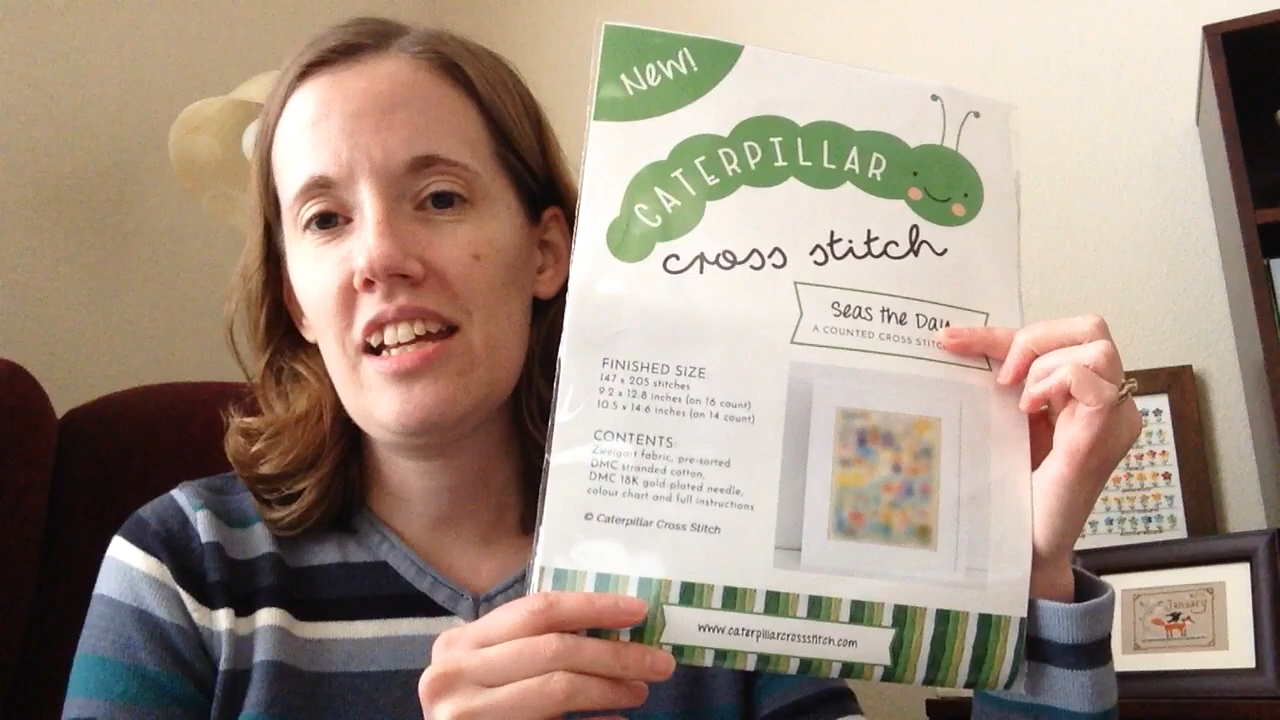 New!
CATERPILLAR
cross stitch
Seas the Day
A COUNTED CROSS STITCH
FINISHED SIZE:
147 x 205 stitches
9.2 x 12.8 inches (on 16 count)
10.5 x 14.6 inches (on 14 count)
CONTENTS:
Zweigart fabric, pre-sorted
DMC stranded cotton,
DMC 18K gold plated needle,
colour chart and full instructions
© Caterpillar Cross Stitch
www.caterpillarcrossstitch.com
January